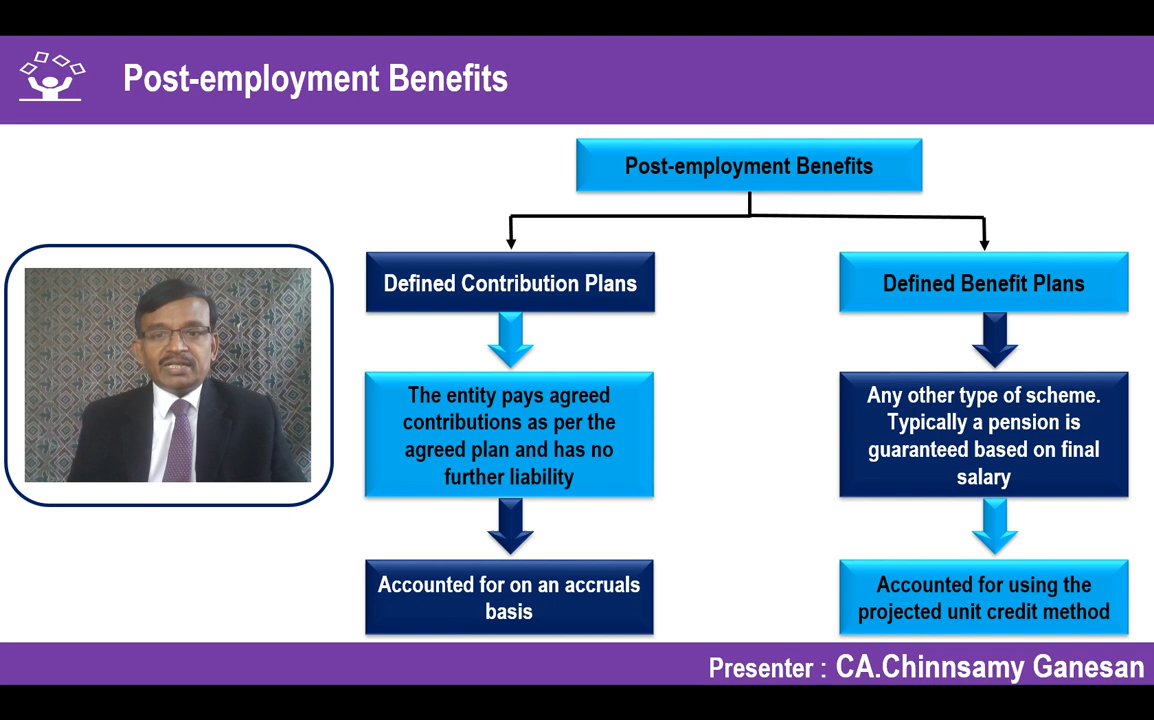 Post-employment Benefits
Post-employment Benefits
Defined Contribution Plans
Defined Benefit Plans
The entity pays agreed
contributions as per the
agreed plan and has no
further liability
Any other type of scheme.
Typically a pension is
guaranteed based on final
salary
Accounted for on an accruals
basis
Accounted for using the
projected unit credit method
Presenter : CA.Chinnsamy Ganesan